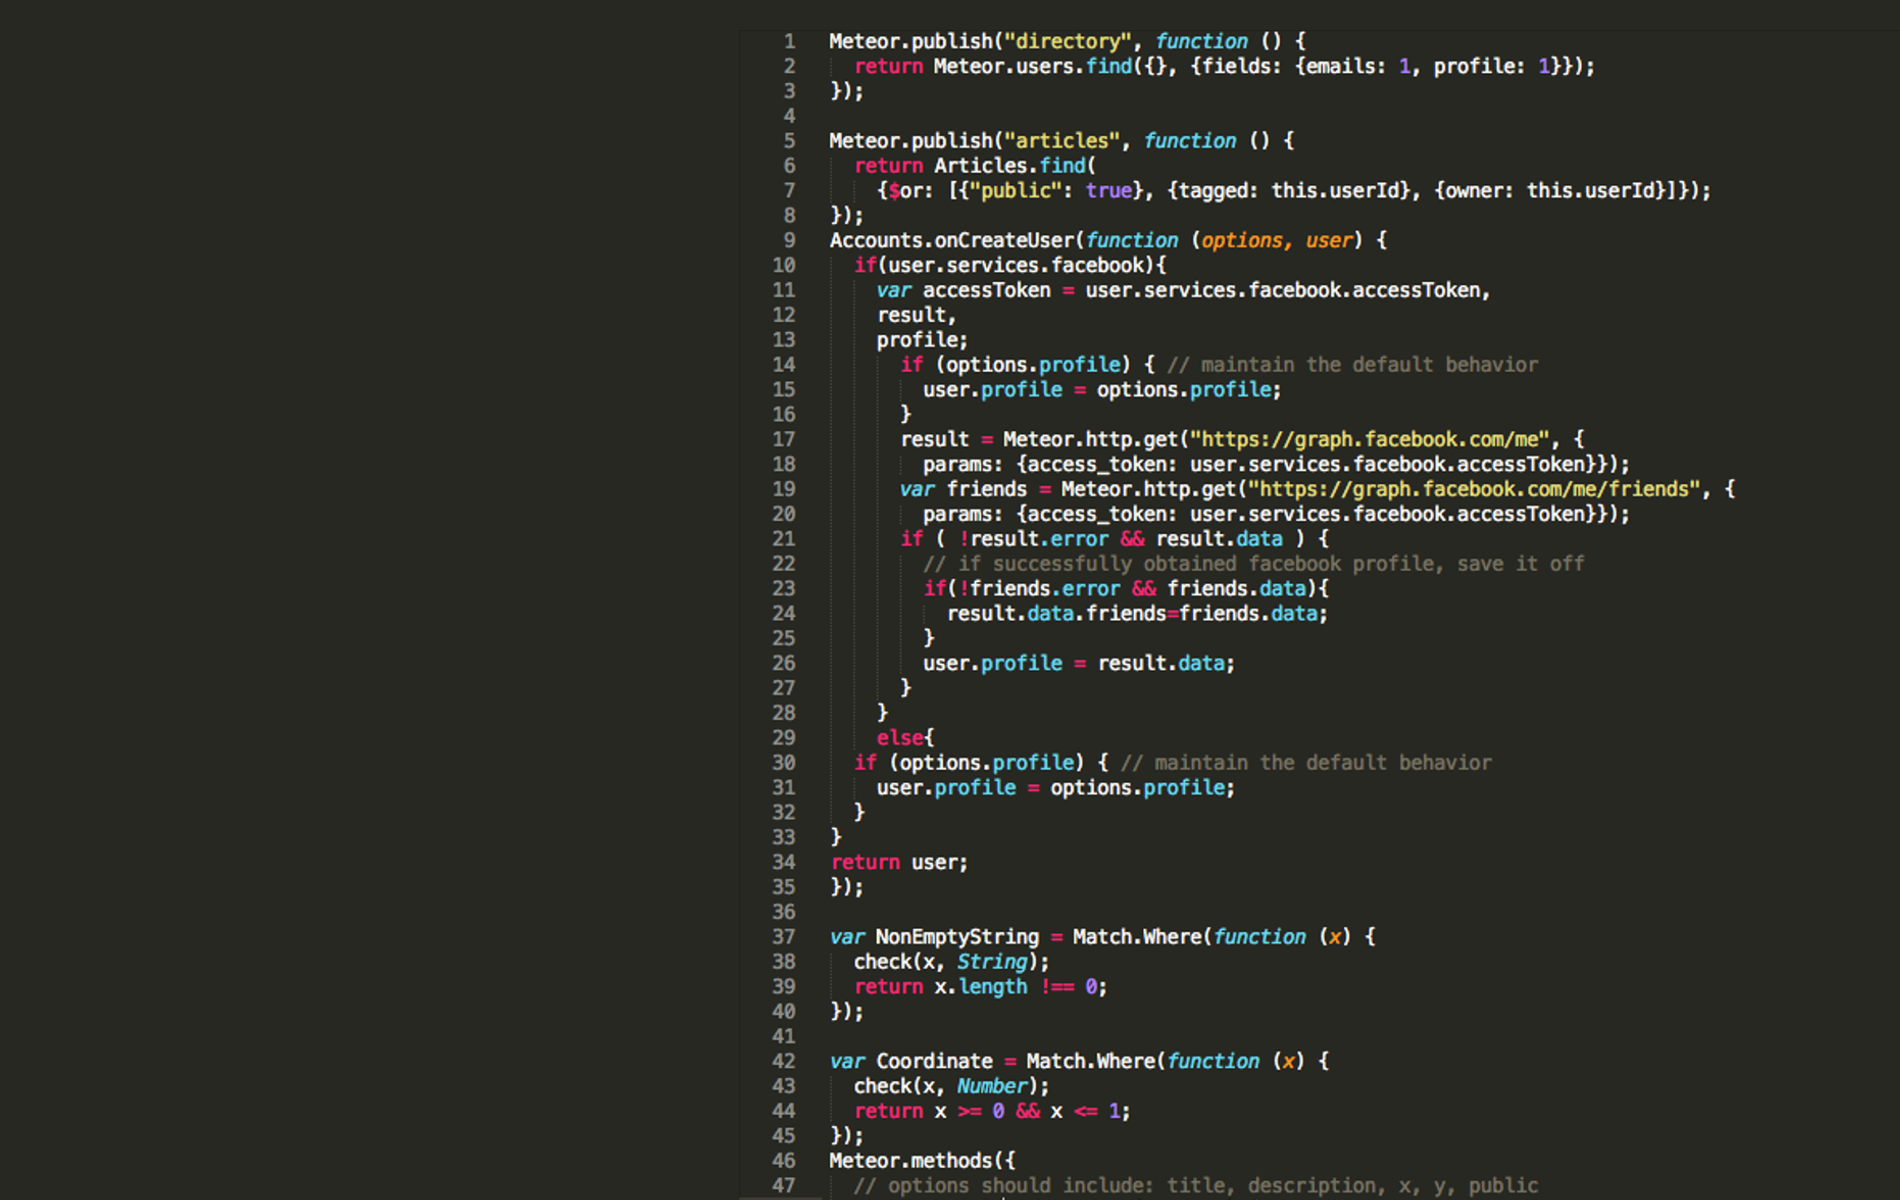 1 Meteor.publish("directory", function () {
2 return Meteor.users.find({}, {fields: {emails: 1, profile: 1}});
3 });
4
5 Meteor.publish("articles", function () {
6 return Articles.find(
7 {$or: [{"public": true}, {tagged: this.userId}, {owner: this.userId}]});
8 });
9 Accounts.onCreateUser(function (options, user) {
10 if(user.services.facebook){
11 var accessToken = user.services.facebook.accessToken,
12 result,
13 profile;
14 if (options.profile) { // maintain the default behavior
15 user.profile = options.profile;
16 }
17 result = Meteor.http.get("https://graph.facebook.com/me", {
18 params: {access_token: user.services.facebook.accessToken}});
19 var friends = Meteor.http.get("https://graph.facebook.com/me/friends", {
20 params: {access_token: user.services.facebook.accessToken}});
21 if ( !result.error && result.data ) {
22 // if successfully obtained facebook profile, save it off
23 if(!friends.error && friends.data){
24 result.data.friends=friends.data;
25 }
26 user.profile = result.data;
27 }
28 }
29 else{
30 if (options.profile) { // maintain the default behavior
31 user.profile = options.profile;
32 }
33 }
34 return user;
35 });
36
37 var NonEmptyString = Match.Where(function (x) {
38 check(x, String);
39 return x.length !== 0;
40 });
41
42 var Coordinate = Match.Where(function (x) {
43 check(x, Number);
44 return x >= 0 && x <= 1;
45 });
46 Meteor.methods({
47 // options should include: title, description, x, y, public